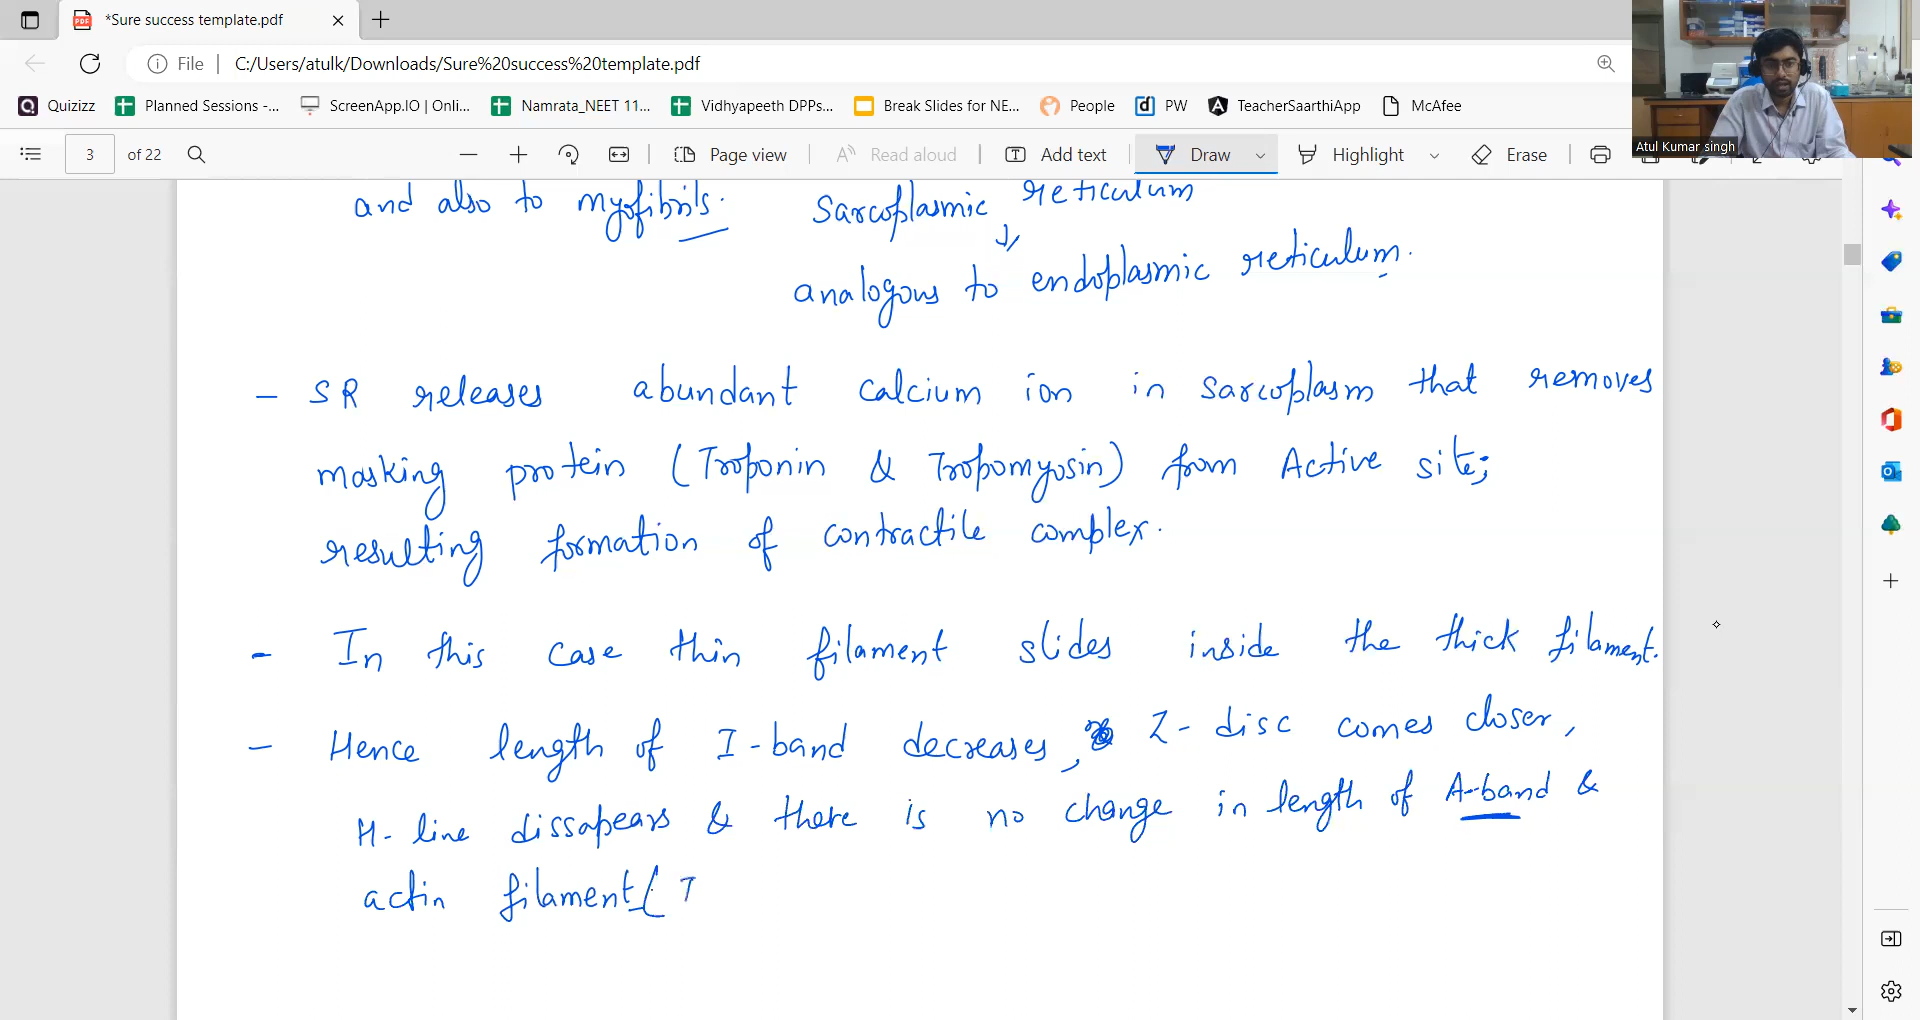 *Sure success template.pdf
File C:/Users/atulk/Downloads/Sure%20success%20template.pdf
Quizizz Planned Sessions -... ScreenApp.IO | Onli... Namrata_NEET 11... Vidhyapeeth DPPs... Break Slides for NE... People PW TeacherSaarthiApp McAfee
3 of 22 Page view Read aloud Add text Draw Highlight Erase
Atul Kumar singh
and also to myofibrils. Sarcoplasmic reticulum
analogous to endoplasmic reticulum.
- SR releases abundant calcium ion in sarcoplasm that removes
masking protein (Troponin & Tropomyosin) from Active site;
resulting formation of contractile complex.
- In this case thin filament slides inside the thick filament.
- Hence length of I-band decreases, Z-disc comes closer,
H-line dissapears & there is no change in length of A-band &
actin filament (T